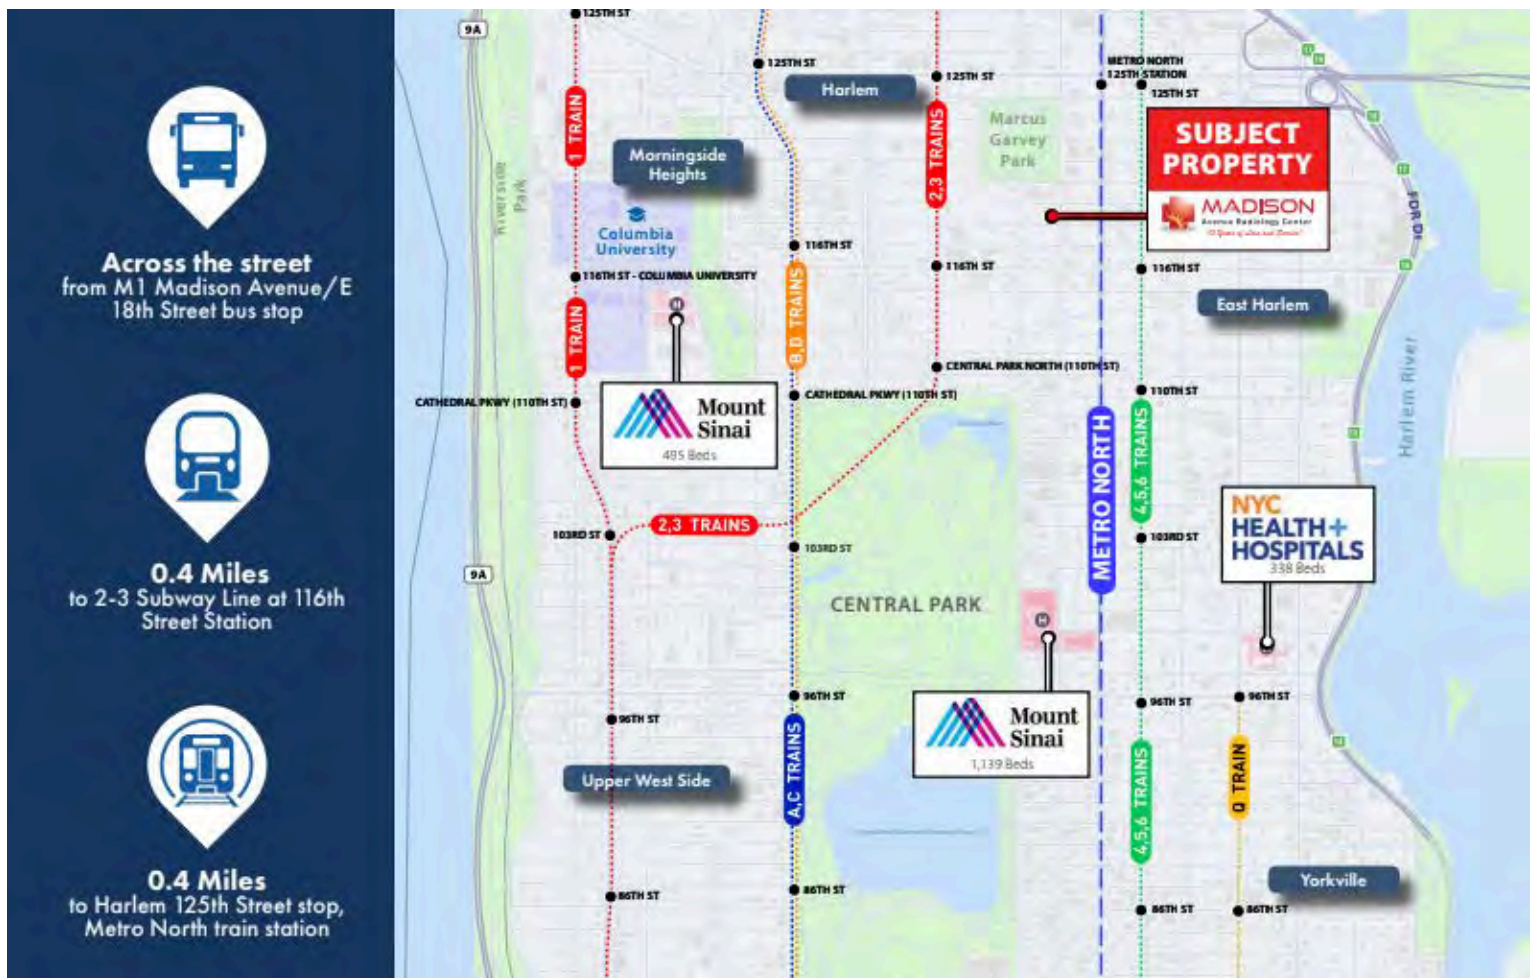 Across the street
from M1 Madison Avenue/E
18th Street bus stop
0.4 Miles
to 2-3 Subway Line at 116th
Street Station
0.4 Miles
to Harlem 125th Street stop,
Metro North train station
9A
125TH ST
125TH ST
Harlem
125TH ST
METRO NORTH
125TH STATION
125TH ST
1 TRAIN
Morningside
Heights
2,3 TRAINS
Marcus
Garvey
Park
SUBJECT
PROPERTY
MADISON
Avenue Radiology Center
Riverside
Park
Columbia
University
FDR Dr
116TH ST
116TH ST - COLUMBIA UNIVERSITY
116TH ST
116TH ST
East Harlem
H
1 TRAIN
B,D TRAINS
Harlem River
CENTRAL PARK NORTH (110TH ST)
CATHEDRAL PKWY (110TH ST)
CATHEDRAL PKWY (110TH ST)
110TH ST
Mount
Sinai
495 Beds
METRO NORTH
4,5,6 TRAINS
2,3 TRAINS
103RD ST
103RD ST
103RD ST
NYC
HEALTH+
HOSPITALS
338 Beds
9A
CENTRAL PARK
H
96TH ST
96TH ST
96TH ST
96TH ST
Mount
Sinai
1,139 Beds
Upper West Side
A,C TRAINS
4,5,6 TRAINS
Q TRAIN
Yorkville
86TH ST
86TH ST
86TH ST
86TH ST